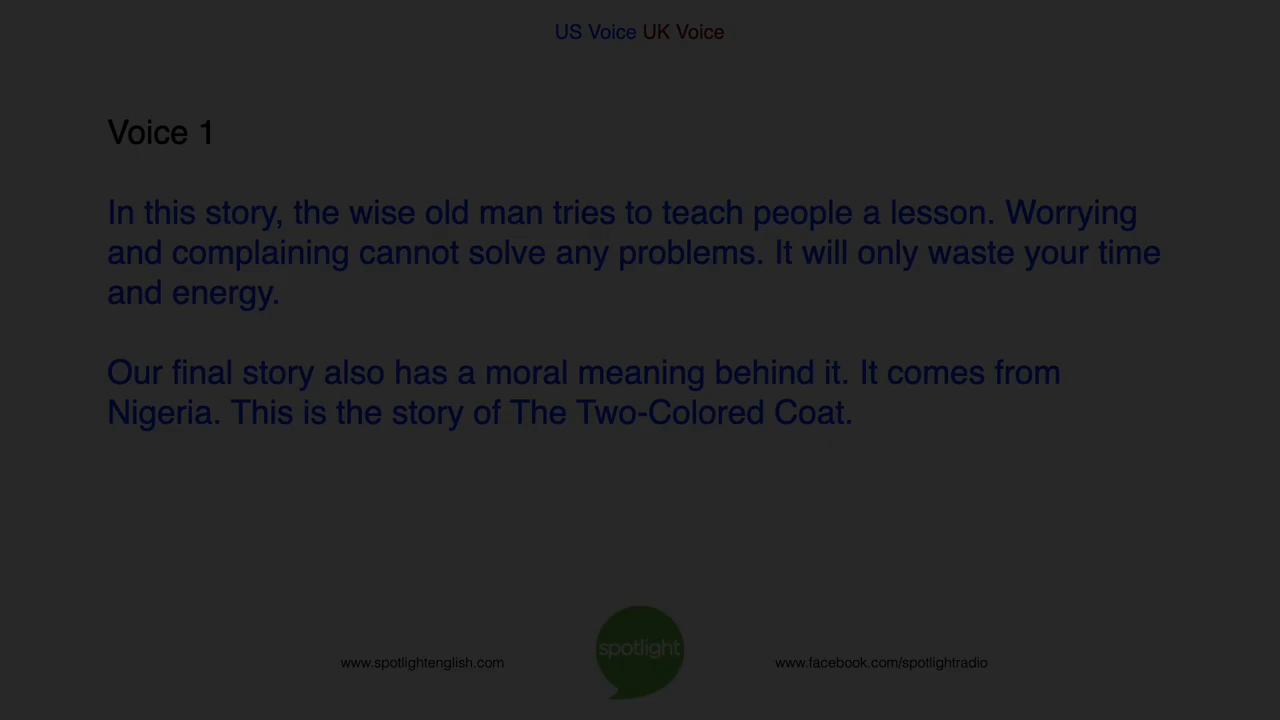 US Voice UK Voice
Voice 1
In this story, the wise old man tries to teach people a lesson. Worrying
and complaining cannot solve any problems. It will only waste your time
and energy.
Our final story also has a moral meaning behind it. It comes from
Nigeria. This is the story of The Two-Colored Coat.
spotlight
www.spotlightenglish.com
www.facebook.com/spotlightradio